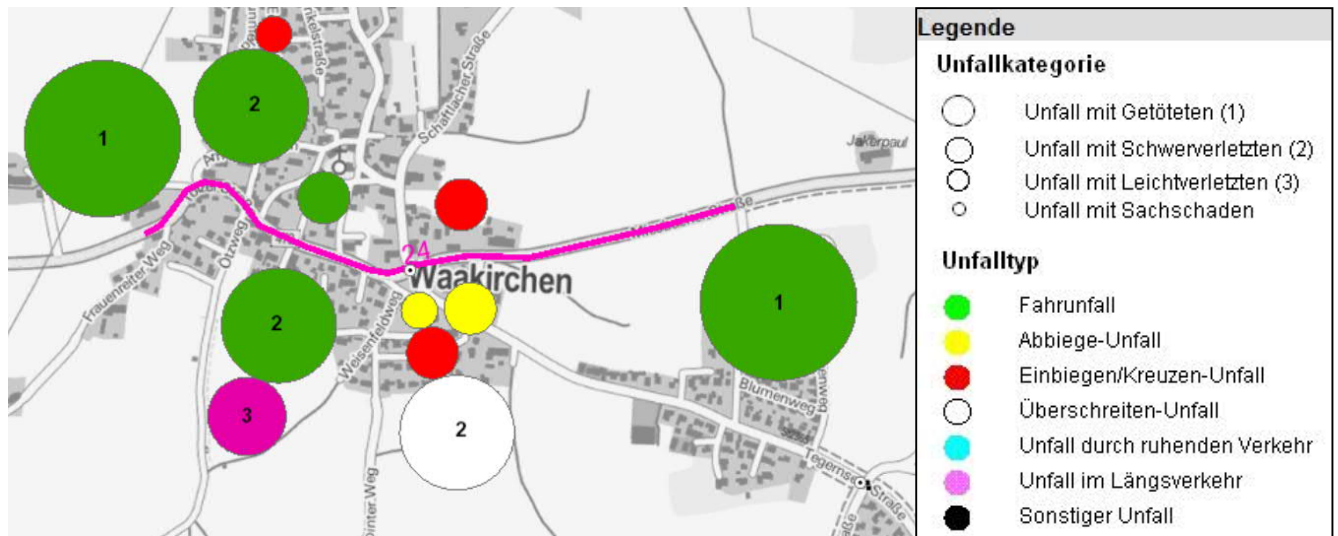 Schaftlacher Straße
1
2
Jakerpaul
Ötzweg
24
Waakirchen
Frauenreiter Weg
Weisenfeldweg
1
2
3
2
Blumenweg
Tegernse
Straße
Legende
Unfallkategorie
Unfall mit Getöteten (1)
Unfall mit Schwerverletzten (2)
Unfall mit Leichtverletzten (3)
Unfall mit Sachschaden
Unfalltyp
Fahrunfall
Abbiege-Unfall
Einbiegen/Kreuzen-Unfall
Überschreiten-Unfall
Unfall durch ruhenden Verkehr
Unfall im Längsverkehr
Sonstiger Unfall